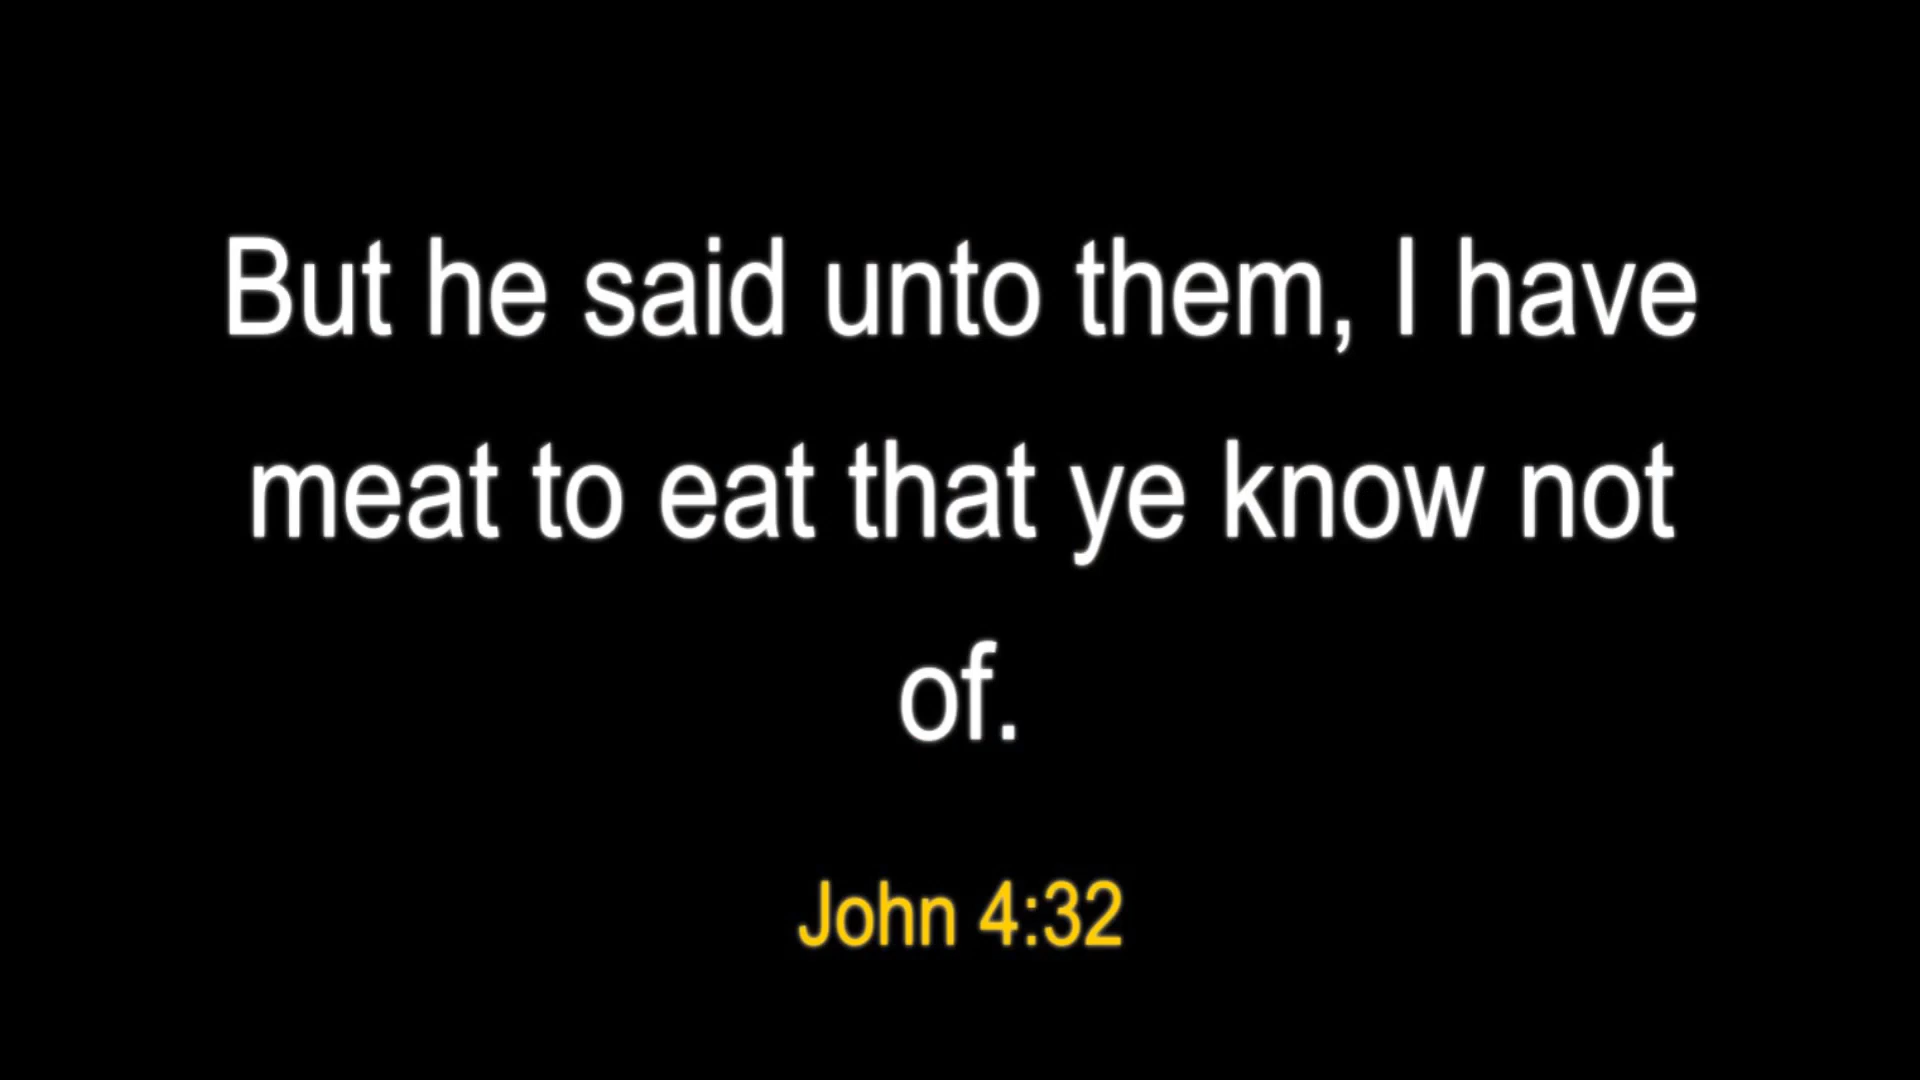 But he said unto them, I have
meat to eat that ye know not
of.
John 4:32